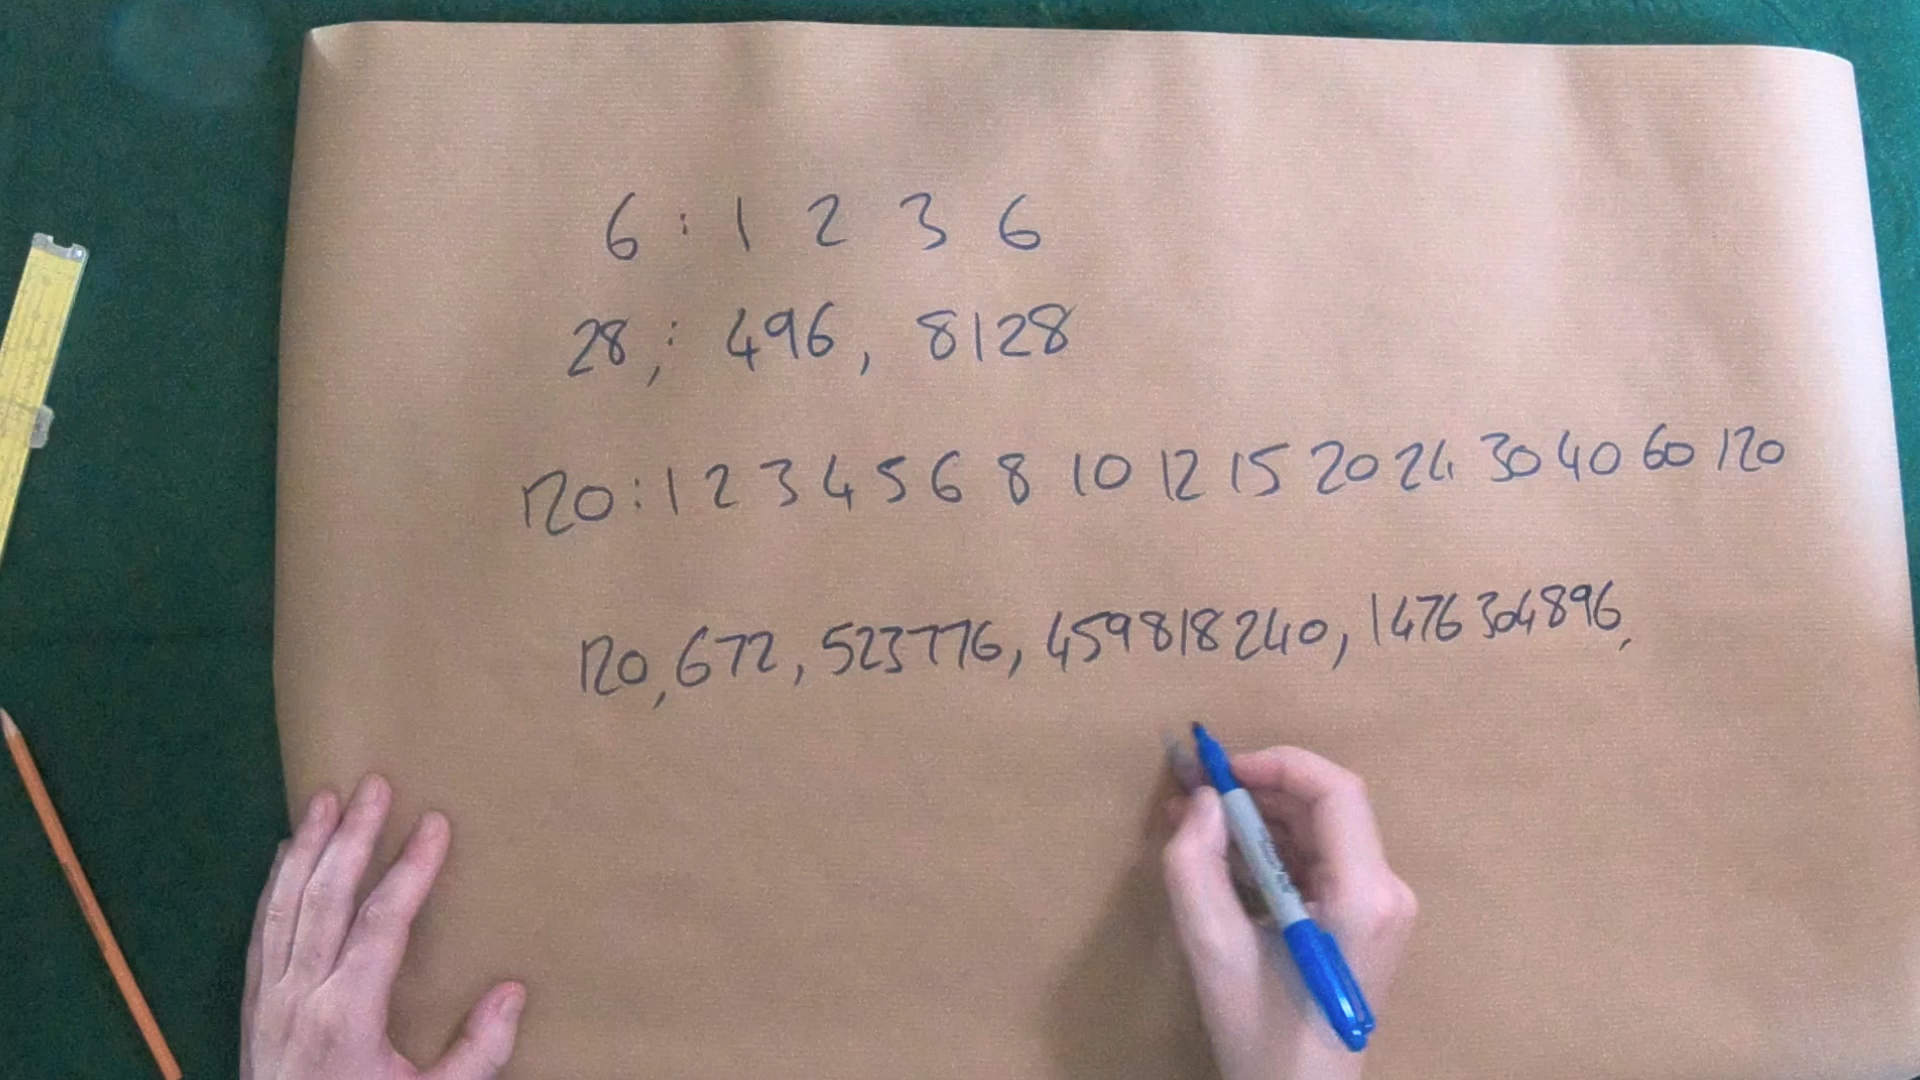 6 : 1 2 3 6
28, : 496, 8128
120 : 1 2 3 4 5 6 8 10 12 15 20 24 30 40 60 120
120, 672, 523776, 459818240, 1476304896,